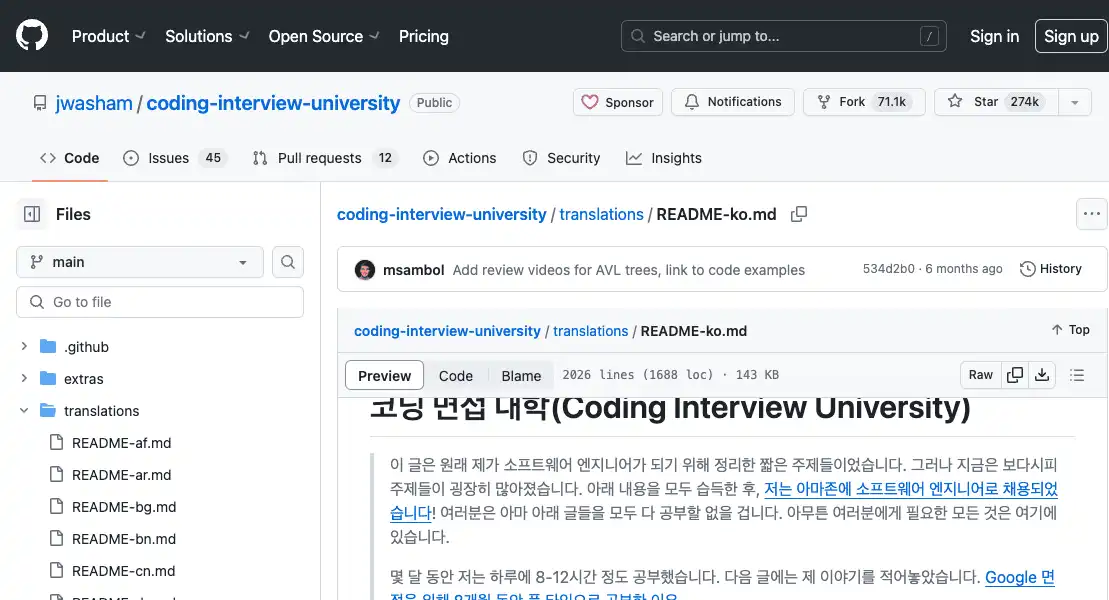 Product Solutions Open Source Pricing Search or jump to... / Sign in Sign up
jwasham / coding-interview-university Public Sponsor Notifications Fork 71.1k Star 274k
Code Issues 45 Pull requests 12 Actions Security Insights
Files
main
Go to file
.github
extras
translations
README-af.md
README-ar.md
README-bg.md
README-bn.md
README-cn.md
coding-interview-university / translations / README-ko.md
msambol Add review videos for AVL trees, link to code examples 534d2b0 · 6 months ago History
coding-interview-university / translations / README-ko.md Top
Preview Code Blame 2026 lines (1688 loc) · 143 KB Raw
코딩 면접 대학(Coding Interview University)
이 글은 원래 제가 소프트웨어 엔지니어가 되기 위해 정리한 짧은 주제들이었습니다. 그러나 지금은 보다시피
주제들이 굉장히 많아졌습니다. 아래 내용을 모두 습득한 후, 저는 아마존에 소프트웨어 엔지니어로 채용되었
습니다! 여러분은 아마 아래 글들을 모두 다 공부할 없을 겁니다. 아무튼 여러분에게 필요한 모든 것은 여기에
있습니다.
몇 달 동안 저는 하루에 8-12시간 정도 공부했습니다. 다음 글에는 제 이야기를 적어놓았습니다. Google 면
접을 위해 8개월 동안 풀 타임으로 공부한 이유